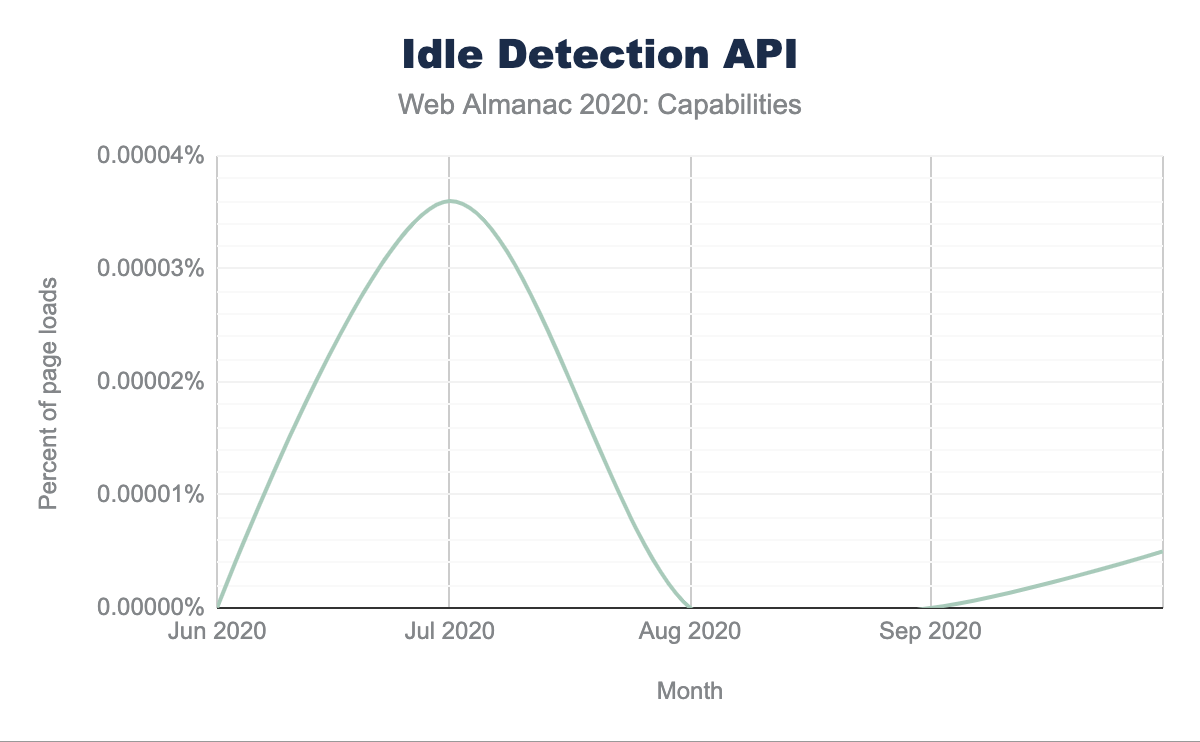 Idle Detection API
Web Almanac 2020: Capabilities
0.00004%
0.00003%
0.00002%
0.00001%
0.00000%
Percent of page loads
Jun 2020
Jul 2020
Aug 2020
Sep 2020
Month